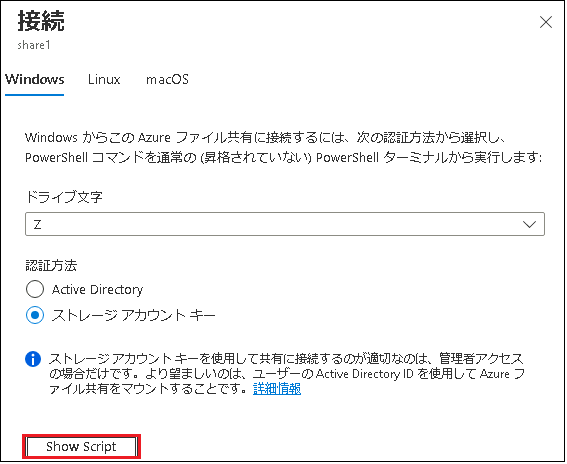 接続
share1
Windows Linux macOS
Windows からこの Azure ファイル共有に接続するには、次の認証方法から選択し、
PowerShell コマンドを通常の (昇格されていない) PowerShell ターミナルから実行します:
ドライブ文字
Z
認証方法
Active Directory
ストレージ アカウント キー
ストレージ アカウント キーを使用して共有に接続するのが適切なのは、管理者アクセス
の場合だけです。より望ましいのは、ユーザーの Active Directory ID を使用して Azure フ
ァイル共有をマウントすることです。詳細情報
Show Script